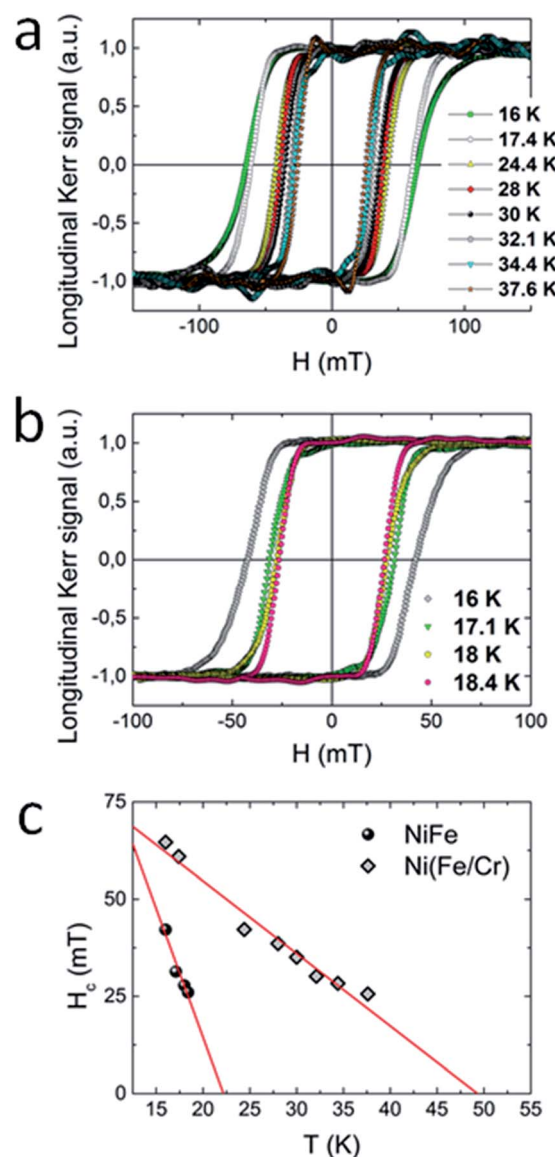 a
Longitudinal Kerr signal (a.u.)
1,0
0,5
0,0
-0,5
-1,0
16 K
17.4 K
24.4 K
28 K
30 K
32.1 K
34.4 K
37.6 K
-100 0 100
H (mT)
b
Longitudinal Kerr signal (a.u.)
1,0
0,5
0,0
-0,5
-1,0
16 K
17.1 K
18 K
18.4 K
-100 -50 0 50 100
H (mT)
c
H_c (mT)
75
50
25
0
NiFe
Ni(Fe/Cr)
15 20 25 30 35 40 45 50 55
T (K)